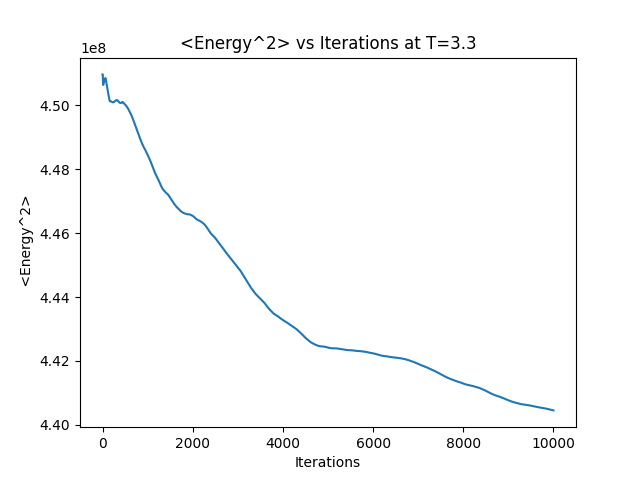 <Energy^2> vs Iterations at T=3.3
1e8
4.50
4.48
4.46
4.44
4.42
4.40
<Energy^2>
0 2000 4000 6000 8000 10000
Iterations